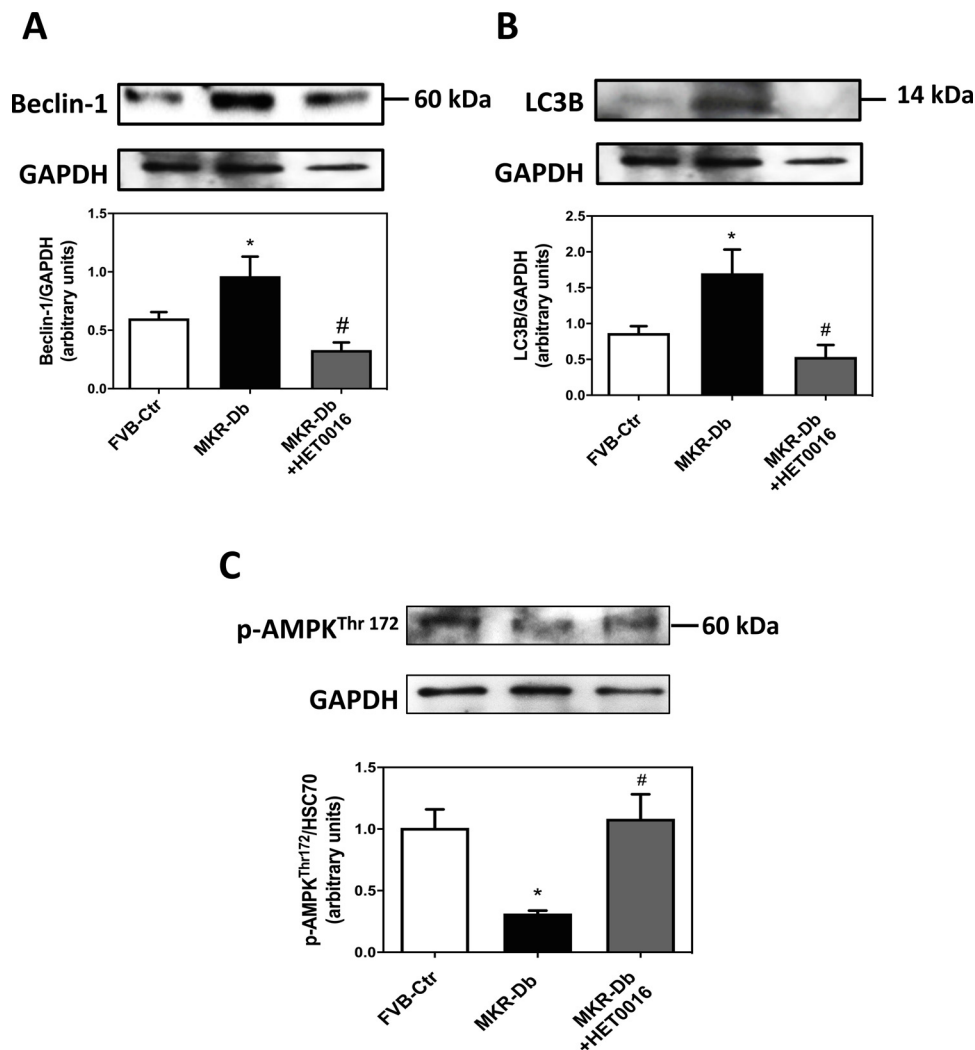 A
Beclin-1
60 kDa
GAPDH
Beclin-1/GAPDH
(arbitrary units)
1.5
1.0
0.5
0.0
*
#
FVB-Ctr
MKR-Db
MKR-Db
+HET0016
B
LC3B
14 kDa
GAPDH
LC3B/GAPDH
(arbitrary units)
2.5
2.0
1.5
1.0
0.5
0.0
*
#
FVB-Ctr
MKR-Db
MKR-Db
+HET0016
C
p-AMPKThr 172
60 kDa
GAPDH
p-AMPKThr172/HSC70
(arbitrary units)
1.5
1.0
0.5
0.0
*
#
FVB-Ctr
MKR-Db
MKR-Db
+HET0016